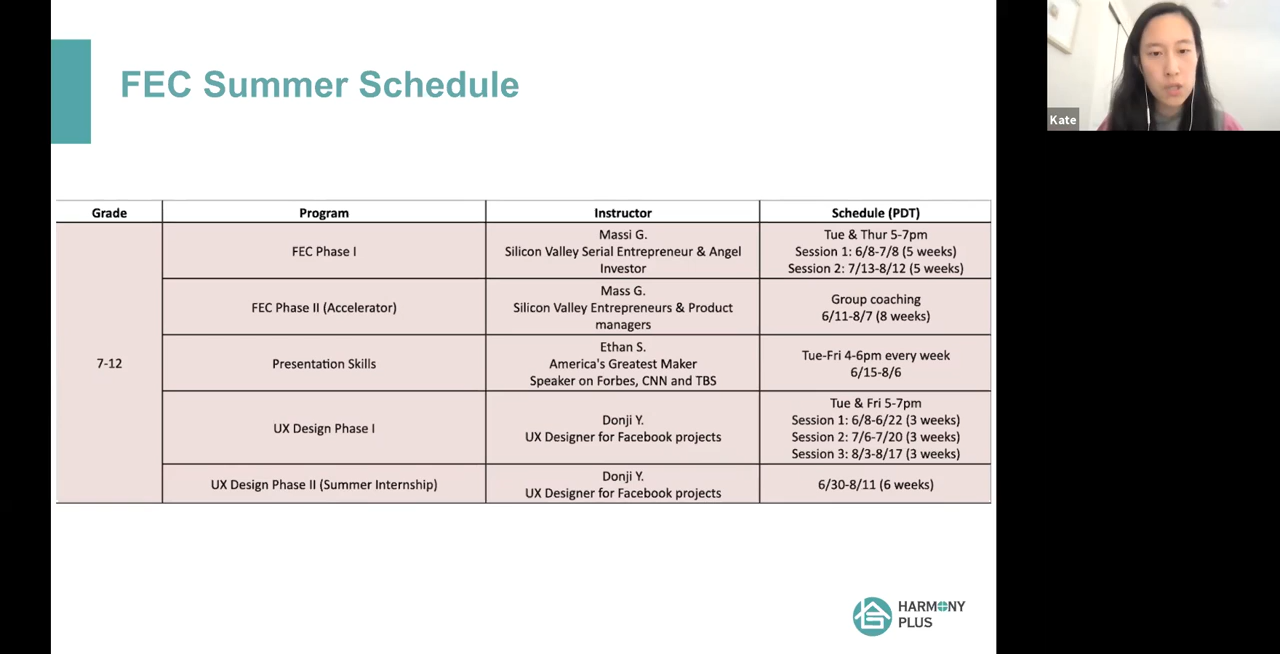 FEC Summer Schedule
Kate
Grade
Program
Instructor
Schedule (PDT)
7-12
FEC Phase I
Massi G.
Silicon Valley Serial Entrepreneur & Angel
Investor
Tue & Thur 5-7pm
Session 1: 6/8-7/8 (5 weeks)
Session 2: 7/13-8/12 (5 weeks)
FEC Phase II (Accelerator)
Mass G.
Silicon Valley Entrepreneurs & Product
managers
Group coaching
6/11-8/7 (8 weeks)
Presentation Skills
Ethan S.
America's Greatest Maker
Speaker on Forbes, CNN and TBS
Tue-Fri 4-6pm every week
6/15-8/6
UX Design Phase I
Donji Y.
UX Designer for Facebook projects
Tue & Fri 5-7pm
Session 1: 6/8-6/22 (3 weeks)
Session 2: 7/6-7/20 (3 weeks)
Session 3: 8/3-8/17 (3 weeks)
UX Design Phase II (Summer Internship)
Donji Y.
UX Designer for Facebook projects
6/30-8/11 (6 weeks)
HARMONY
PLUS